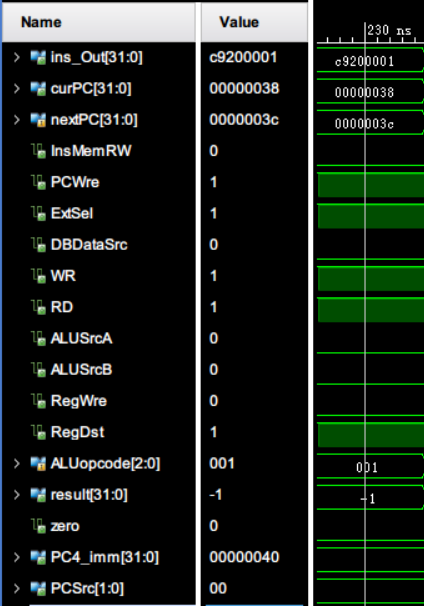 Name Value 230 ns
ins_Out[31:0] c9200001 c9200001
curPC[31:0] 00000038 00000038
nextPC[31:0] 0000003c 0000003c
InsMemRW 0
PCWre 1
ExtSel 1
DBDataSrc 0
WR 1
RD 1
ALUSrcA 0
ALUSrcB 0
RegWre 0
RegDst 1
ALUopcode[2:0] 001 001
result[31:0] -1 -1
zero 0
PC4_imm[31:0] 00000040
PCSrc[1:0] 00